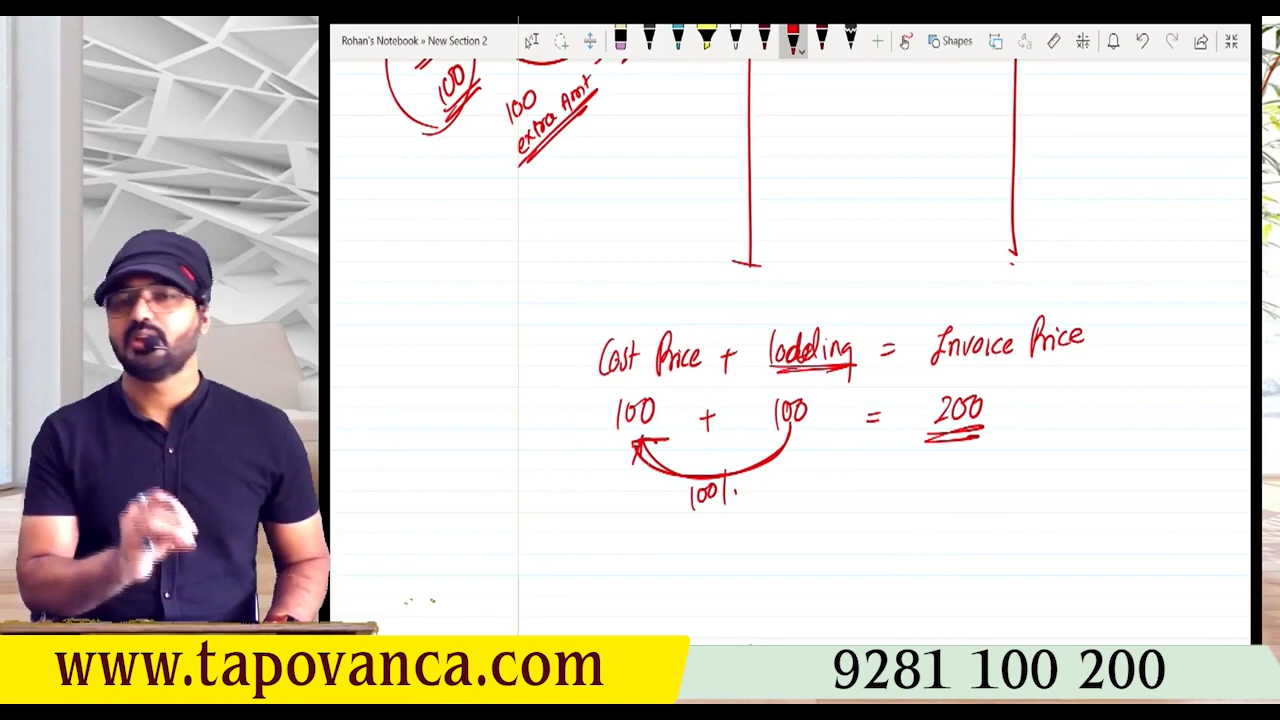 Rohan's Notebook » New Section 2
Shapes
100
100
extra Amt
Cost Price + loading = Invoice Price
100 + 100 = 200
100%.
www.tapovanca.com
9281 100 200